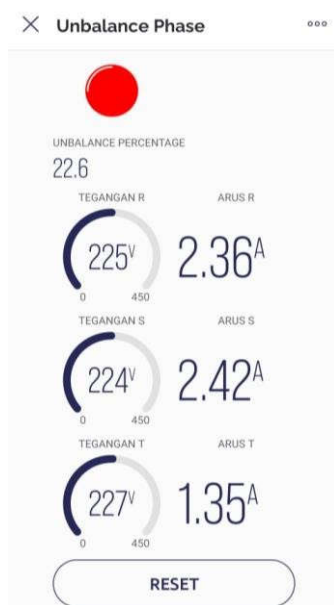 Unbalance Phase
UNBALANCE PERCENTAGE
22.6
TEGANGAN R ARUS R
225V 2.36A
0 450
TEGANGAN S ARUS S
224V 2.42A
0 450
TEGANGAN T ARUS T
227V 1.35A
0 450
RESET